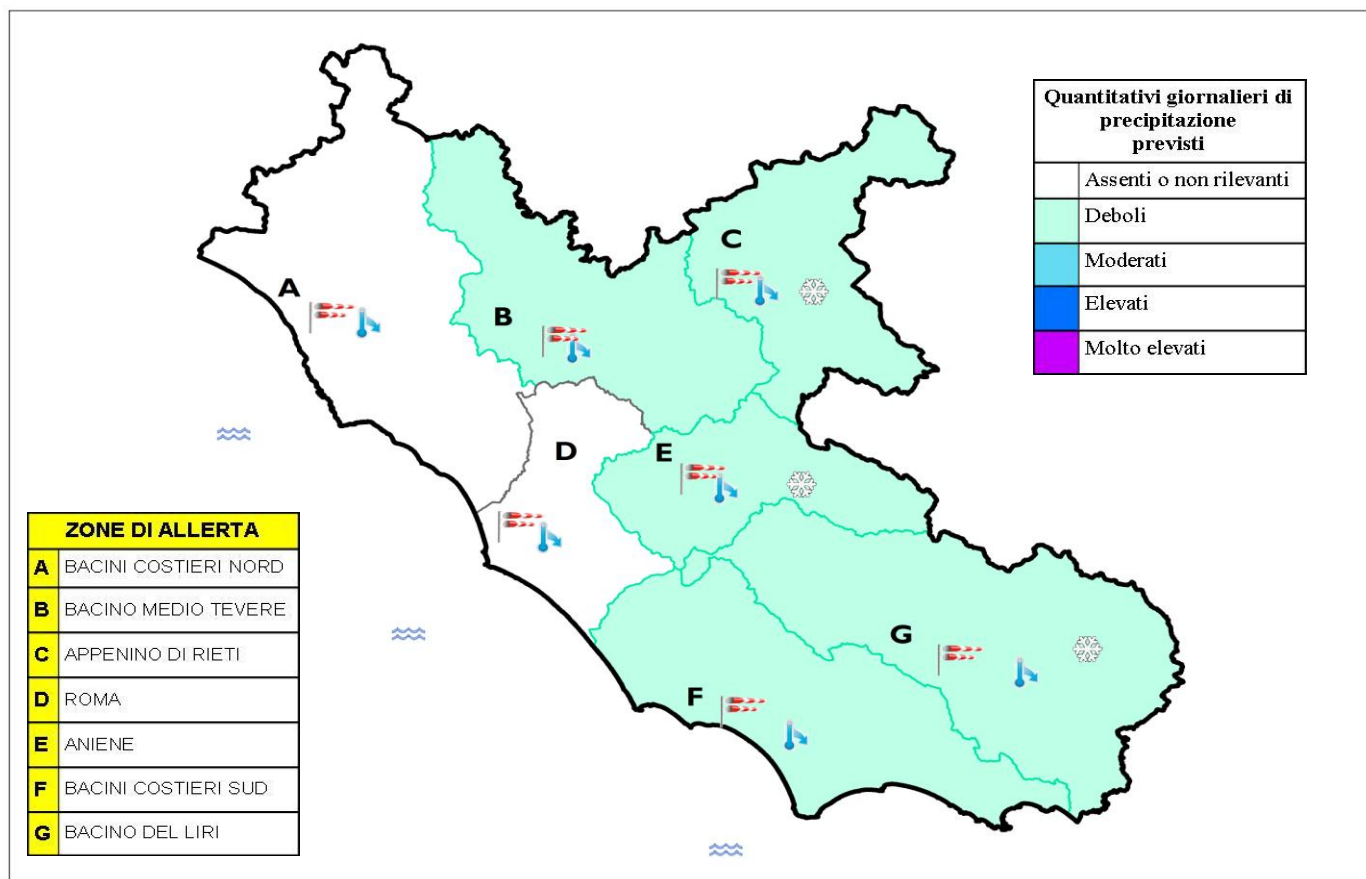 Quantitativi giornalieri di
precipitazione
previsti
Assenti o non rilevanti
Deboli
Moderati
Elevati
Molto elevati
A
B
C
D
E
F
G
ZONE DI ALLERTA
A BACINI COSTIERI NORD
B BACINO MEDIO TEVERE
C APPENINO DI RIETI
D ROMA
E ANIENE
F BACINI COSTIERI SUD
G BACINO DEL LIRI